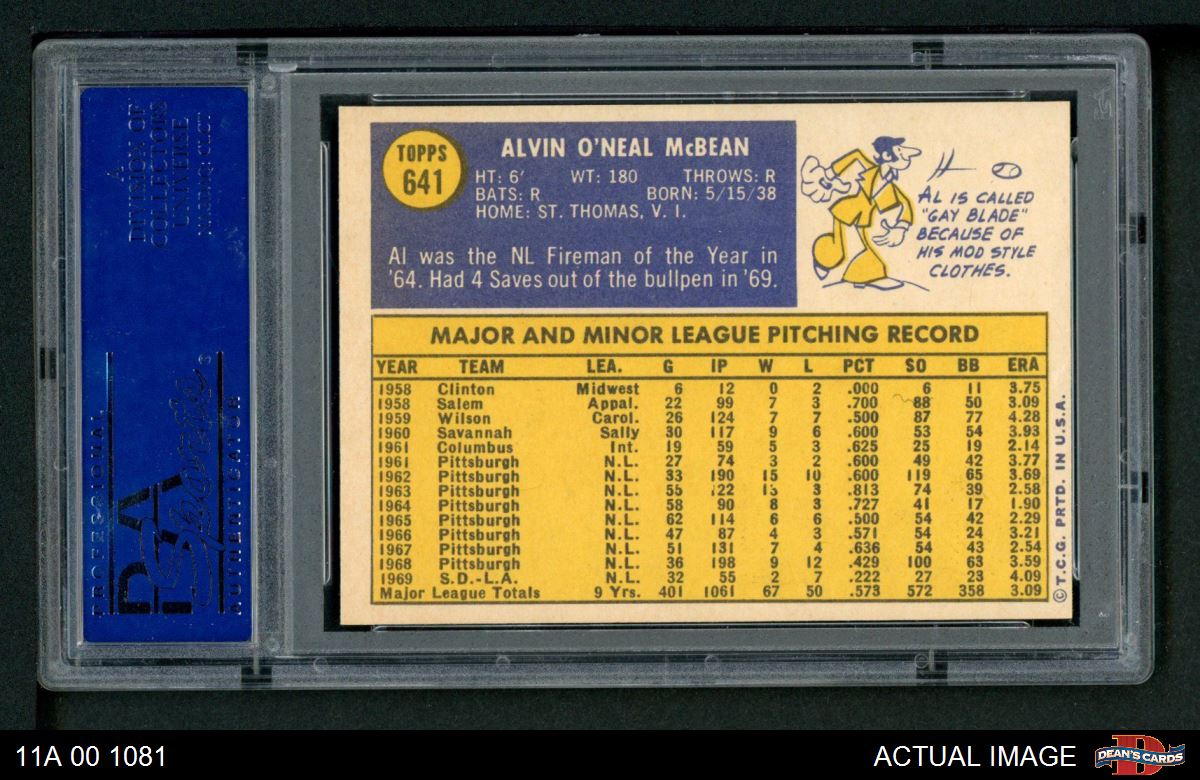 A
DIVISION OF
COLLECTORS
UNIVERSE
NASDAQ: CLCT
PROFESSIONAL
PSA
Sports
AUTHENTICATOR
TOPPS
641
ALVIN O'NEAL McBEAN
HT: 6' WT: 180 THROWS: R
BATS: R BORN: 5/15/38
HOME: ST. THOMAS, V. I.
Al was the NL Fireman of the Year in
'64. Had 4 Saves out of the bullpen in '69.
AL IS CALLED
"GAY BLADE"
BECAUSE OF
HIS MOD STYLE
CLOTHES.
MAJOR AND MINOR LEAGUE PITCHING RECORD
YEAR TEAM LEA. G IP W L PCT SO BB ERA
1958 Clinton Midwest 6 12 0 2 .000 6 11 3.75
1958 Salem Appal. 22 99 7 3 .700 88 50 3.09
1959 Wilson Carol. 26 124 7 7 .500 87 77 4.28
1960 Savannah Sally 30 117 9 6 .600 53 54 3.93
1961 Columbus Int. 19 59 5 3 .625 25 19 2.14
1961 Pittsburgh N.L. 27 74 3 2 .600 49 42 3.77
1962 Pittsburgh N.L. 33 190 15 10 .600 119 65 3.69
1963 Pittsburgh N.L. 55 122 13 3 .813 74 39 2.58
1964 Pittsburgh N.L. 58 90 8 3 .727 41 17 1.90
1965 Pittsburgh N.L. 62 114 6 6 .500 54 42 2.29
1966 Pittsburgh N.L. 47 87 4 3 .571 54 24 3.21
1967 Pittsburgh N.L. 51 131 7 4 .636 54 43 2.54
1968 Pittsburgh N.L. 36 198 9 12 .429 100 63 3.59
1969 S.D.-L.A. N.L. 32 55 2 7 .222 27 23 4.09
Major League Totals 9 Yrs. 401 1061 67 50 .573 572 358 3.09
©T.C.G. PRTD. IN U.S.A.
11A 00 1081
ACTUAL IMAGE
D
DEAN'S CARDS